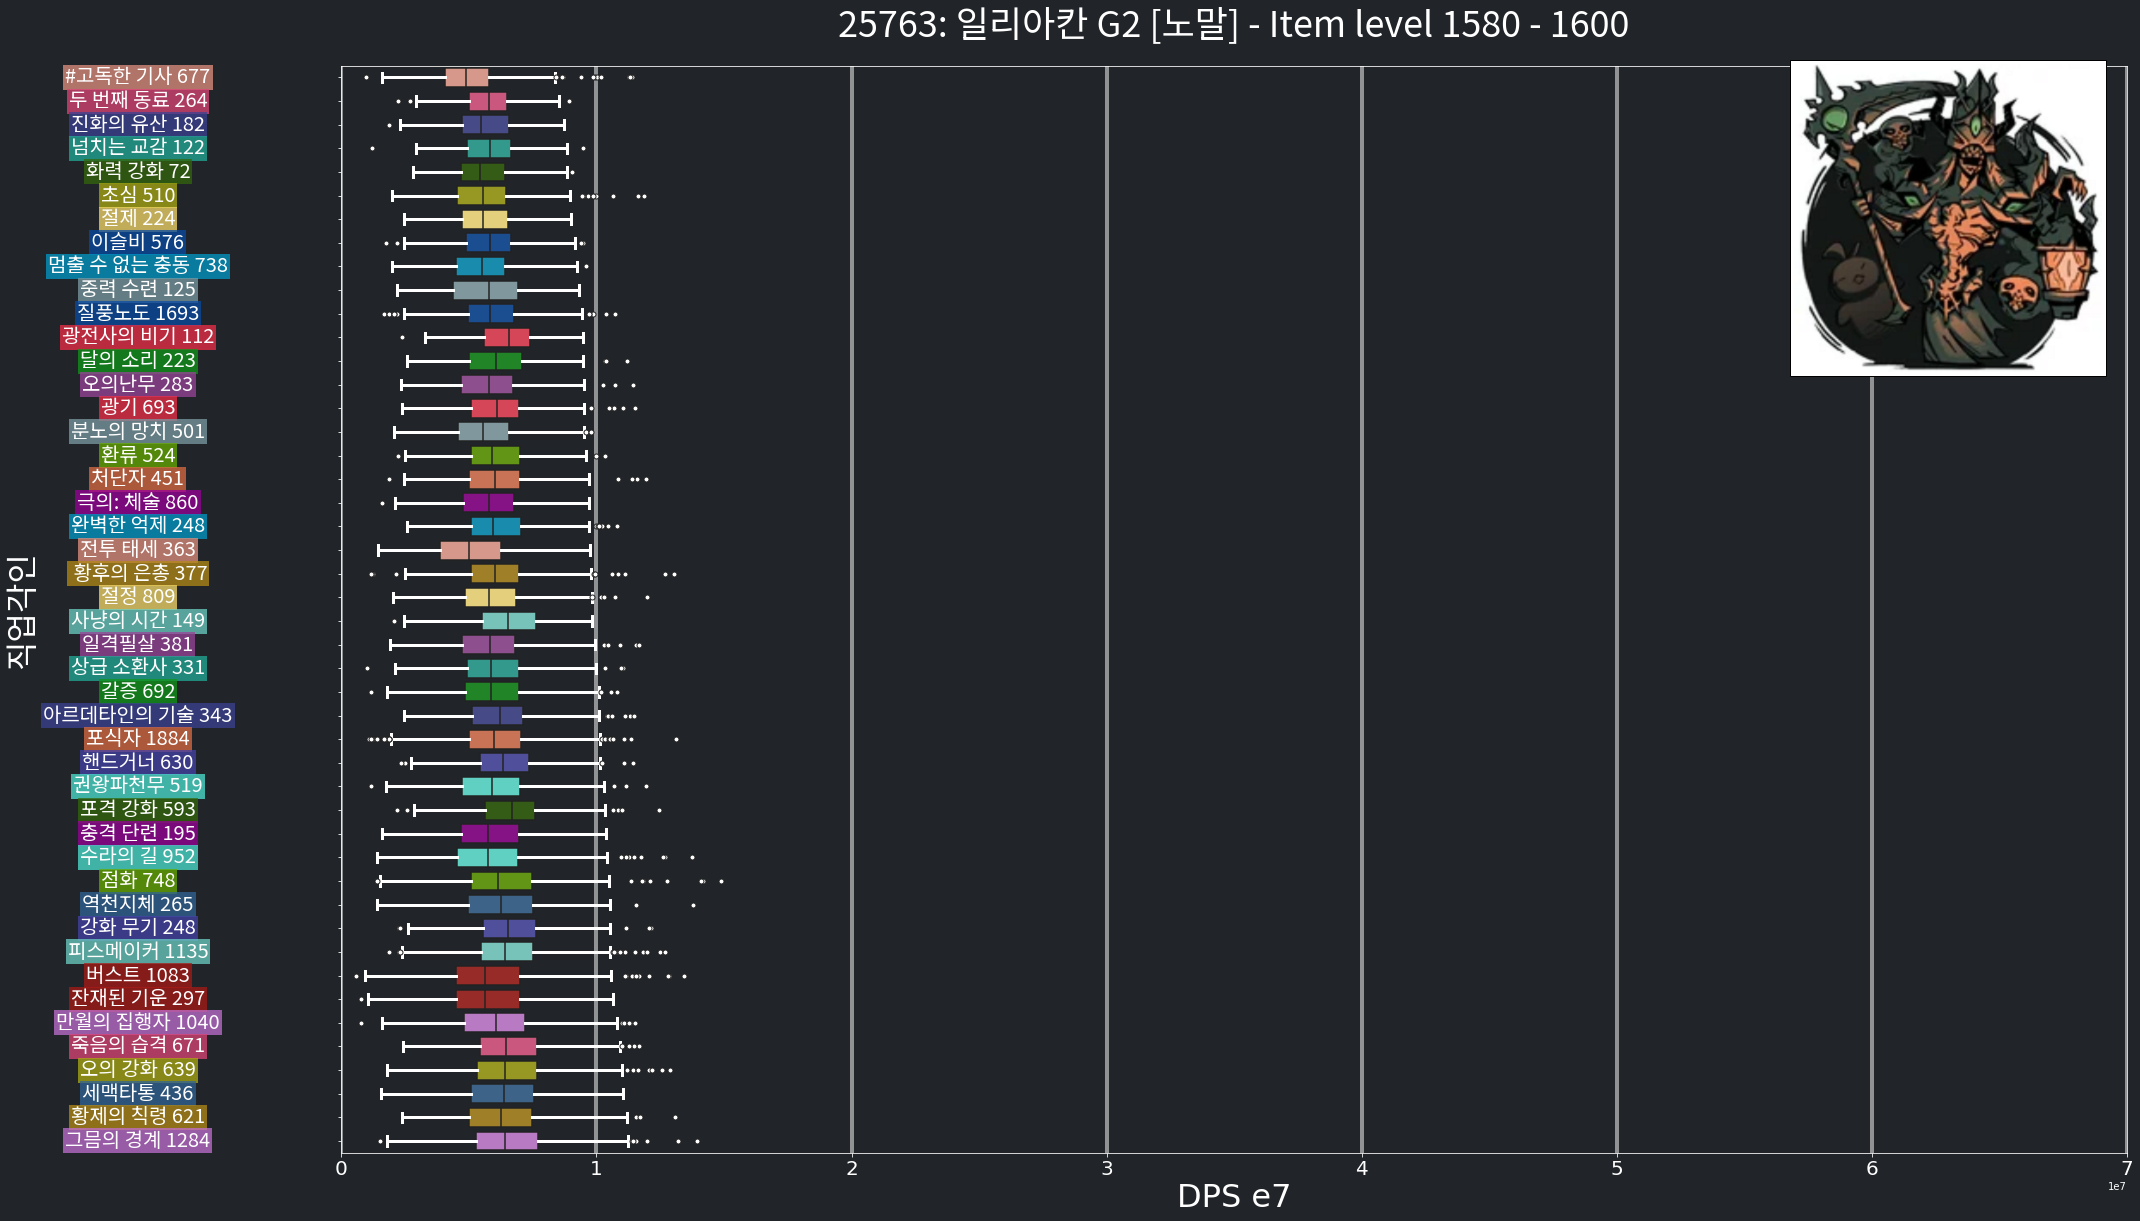 25763: 일리아칸 G2 [노말] - Item level 1580 - 1600
#고독한 기사 677
두 번째 동료 264
진화의 유산 182
넘치는 교감 122
화력 강화 72
초심 510
절제 224
이슬비 576
멈출 수 없는 충동 738
중력 수련 125
질풍노도 1693
광전사의 비기 112
달의 소리 223
오의난무 283
광기 693
분노의 망치 501
환류 524
처단자 451
극의: 체술 860
완벽한 억제 248
전투 태세 363
황후의 은총 377
절정 809
사냥의 시간 149
일격필살 381
상급 소환사 331
갈증 692
아르데타인의 기술 343
포식자 1884
핸드거너 630
권왕파천무 519
포격 강화 593
충격 단련 195
수라의 길 952
점화 748
역천지체 265
강화 무기 248
피스메이커 1135
버스트 1083
잔재된 기운 297
만월의 집행자 1040
죽음의 습격 671
오의 강화 639
세맥타통 436
황제의 칙령 621
그믐의 경계 1284
직업각인
0 1 2 3 4 5 6 7
1e7
DPS e7